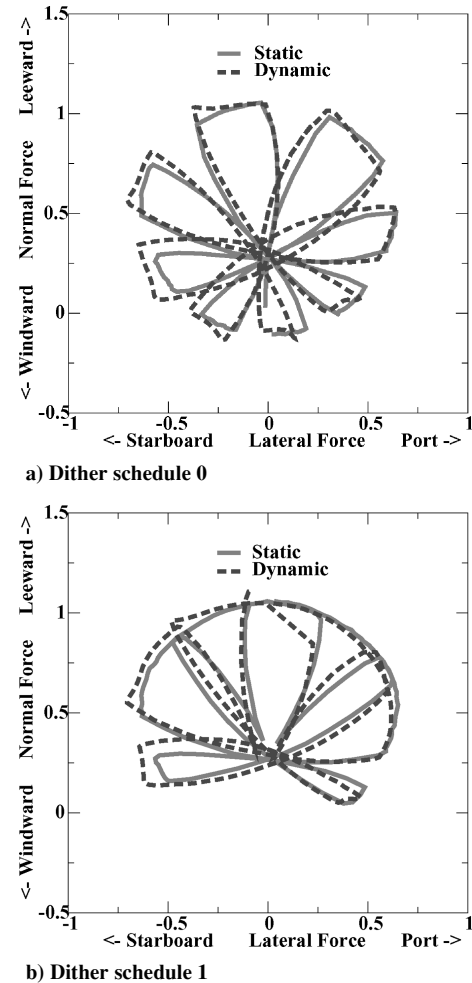 1.5
Leeward ->
Static
Dynamic
1
Normal Force
0.5
0
<- Windward
-0.5
-1 -0.5 0 0.5 1
<- Starboard Lateral Force Port ->
a) Dither schedule 0
1.5
Leeward ->
Static
Dynamic
1
Normal Force
0.5
0
<- Windward
-0.5
-1 -0.5 0 0.5 1
<- Starboard Lateral Force Port ->
b) Dither schedule 1